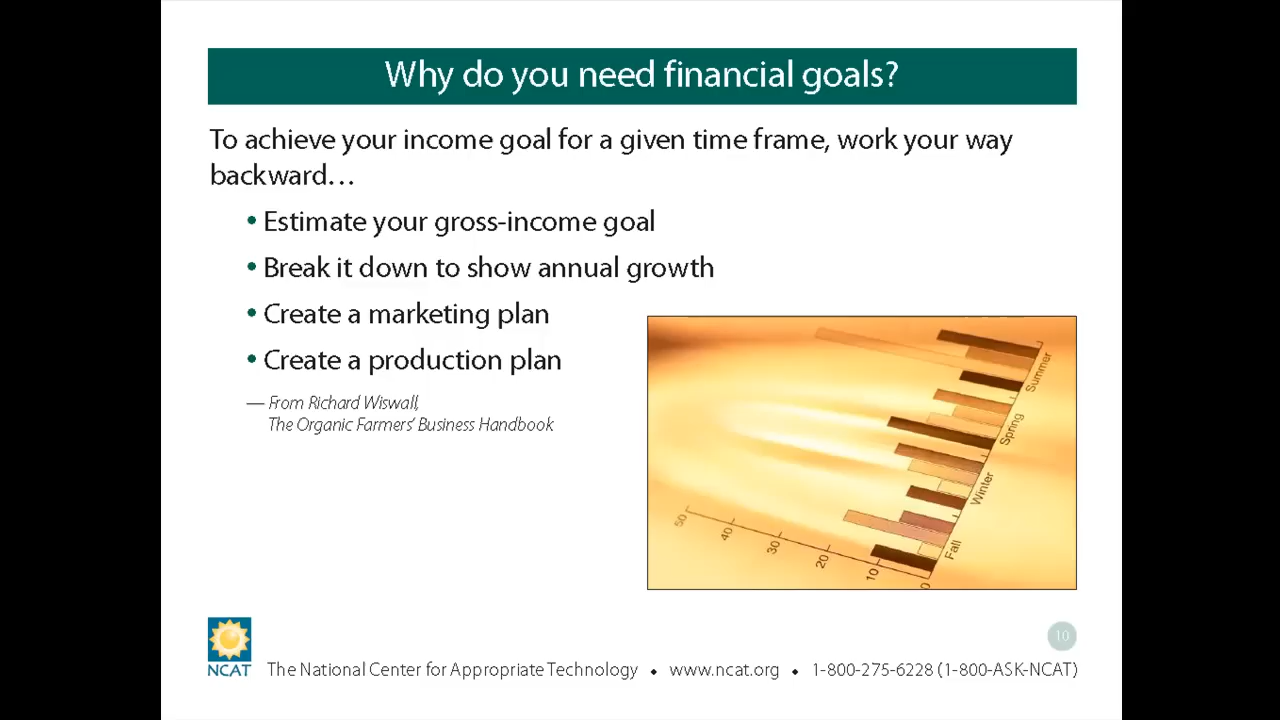 Why do you need financial goals?
To achieve your income goal for a given time frame, work your way
backward…
• Estimate your gross-income goal
• Break it down to show annual growth
• Create a marketing plan
• Create a production plan
— From Richard Wiswall,
The Organic Farmers’ Business Handbook
Summer
Spring
Winter
Fall
50
40
30
20
10
0
10
NCAT
The National Center for Appropriate Technology • www.ncat.org • 1-800-275-6228 (1-800-ASK-NCAT)